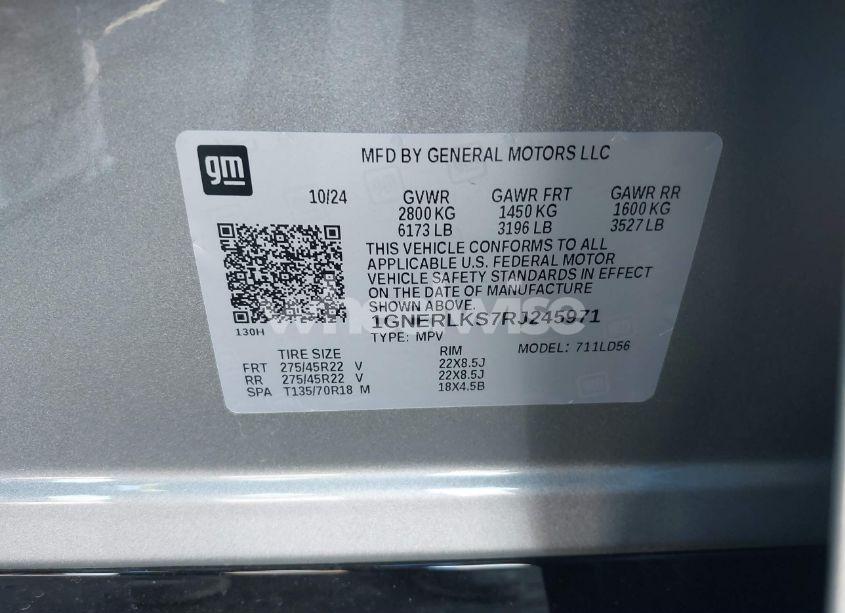 gm
MFD BY GENERAL MOTORS LLC
10/24 GVWR GAWR FRT GAWR RR
2800 KG 1450 KG 1600 KG
6173 LB 3196 LB 3527 LB
THIS VEHICLE CONFORMS TO ALL
APPLICABLE U.S. FEDERAL MOTOR
VEHICLE SAFETY STANDARDS IN EFFECT
ON THE DATE OF MANUFACTURE
SHOWN ABOVE.
130H
1GNERLKS7RJ245971
TYPE: MPV MODEL: 711LD56
TIRE SIZE RIM
FRT 275/45R22 V 22X8.5J
RR 275/45R22 V 22X8.5J
SPA T135/70R18 M 18X4.5B